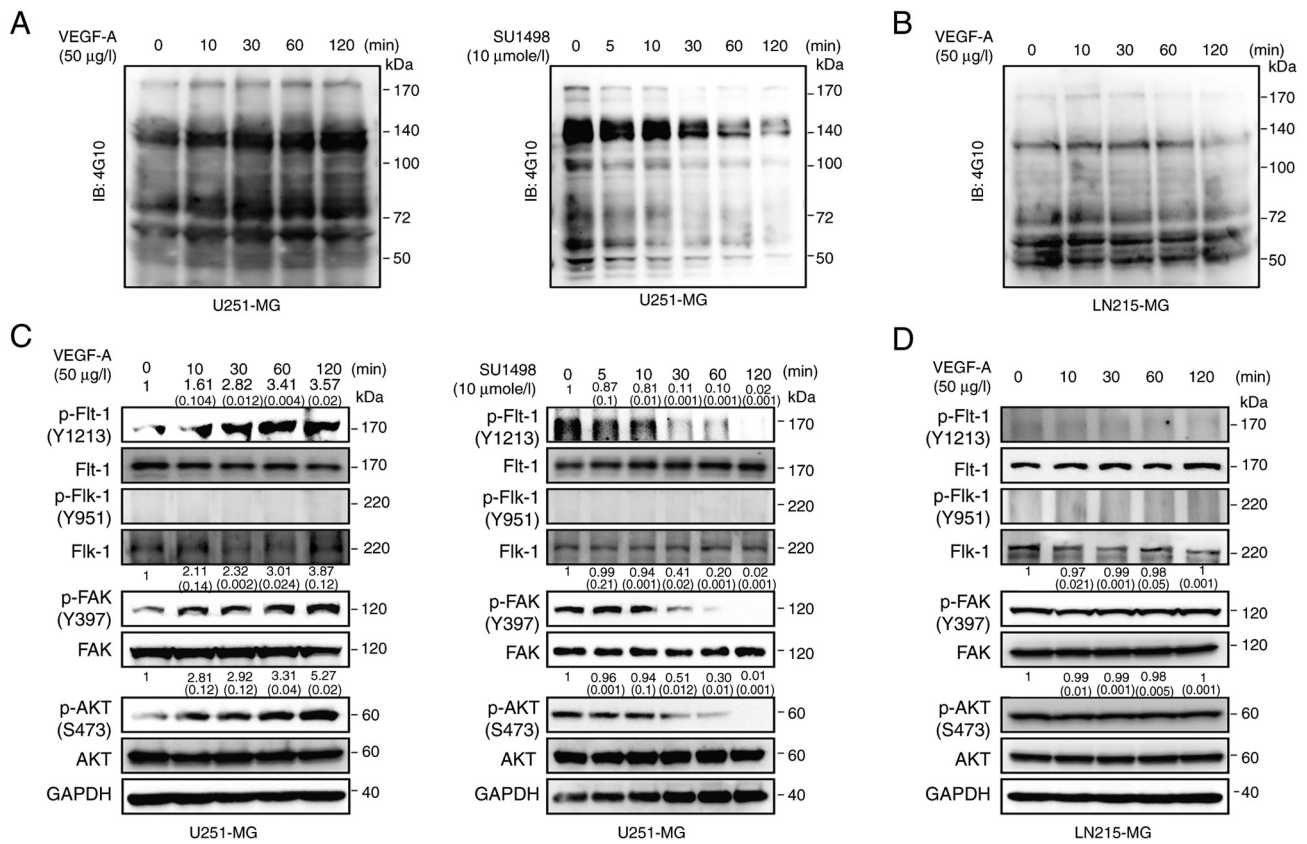 A
VEGF-A
(50 µg/l)
0 10 30 60 120 (min)
kDa
170
140
100
72
50
IB: 4G10
U251-MG
SU1498
(10 µmole/l)
0 5 10 30 60 120 (min)
kDa
170
140
100
72
50
IB: 4G10
U251-MG
B
VEGF-A
(50 µg/l)
0 10 30 60 120 (min)
kDa
170
140
100
72
50
IB: 4G10
LN215-MG
C
VEGF-A
(50 µg/l)
0 10 30 60 120 (min)
1 1.61 2.82 3.41 3.57
(0.104) (0.012) (0.004) (0.02)
kDa
p-Flt-1
(Y1213)
170
Flt-1 170
p-Flk-1
(Y951)
220
Flk-1 220
1 2.11 2.32 3.01 3.87
(0.14) (0.002) (0.024) (0.12)
p-FAK
(Y397)
120
FAK 120
1 2.81 2.92 3.31 5.27
(0.12) (0.12) (0.04) (0.02)
p-AKT
(S473)
60
AKT 60
GAPDH 40
U251-MG
SU1498
(10 µmole/l)
0 5 10 30 60 120 (min)
1 0.87 0.81 0.11 0.10 0.02
(0.1) (0.01) (0.001) (0.001) (0.001)
kDa
p-Flt-1
(Y1213)
170
Flt-1 170
p-Flk-1
(Y951)
220
Flk-1 220
1 0.99 0.94 0.41 0.20 0.02
(0.21) (0.001) (0.02) (0.001) (0.001)
p-FAK
(Y397)
120
FAK 120
1 0.96 0.94 0.51 0.30 0.01
(0.001) (0.1) (0.012) (0.01) (0.001)
p-AKT
(S473)
60
AKT 60
GAPDH 40
U251-MG
D
VEGF-A
(50 µg/l)
0 10 30 60 120 (min)
kDa
p-Flt-1
(Y1213)
170
Flt-1 170
p-Flk-1
(Y951)
220
Flk-1 220
1 0.97 0.99 0.98 1
(0.021) (0.001) (0.05) (0.001)
p-FAK
(Y397)
120
FAK 120
1 0.99 0.99 0.98 1
(0.01) (0.001) (0.005) (0.001)
p-AKT
(S473)
60
AKT 60
GAPDH 40
LN215-MG